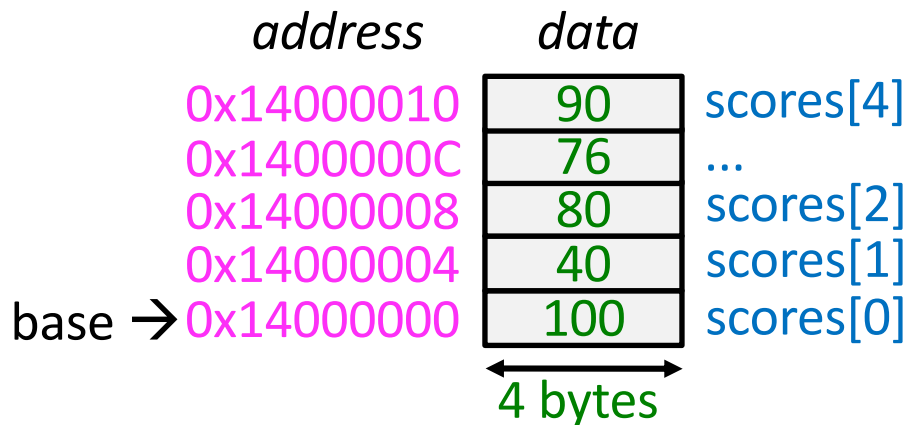 address data
0x14000010 90 scores[4]
0x1400000C 76 ...
0x14000008 80 scores[2]
0x14000004 40 scores[1]
base → 0x14000000 100 scores[0]
4 bytes